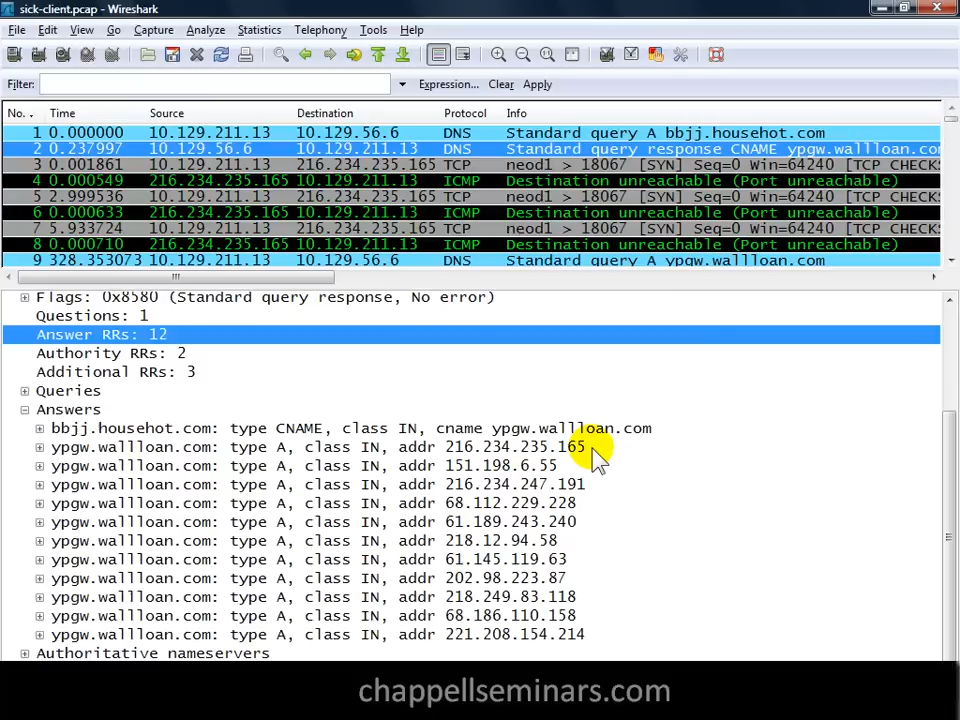 sick-client.pcap - Wireshark
File Edit View Go Capture Analyze Statistics Telephony Tools Help
Filter: Expression... Clear Apply
No. . Time Source Destination Protocol Info
1 0.000000 10.129.211.13 10.129.56.6 DNS Standard query A bbjj.househot.com
2 0.237997 10.129.56.6 10.129.211.13 DNS Standard query response CNAME ypgw.wallloan.com
3 0.001861 10.129.211.13 216.234.235.165 TCP neod1 > 18067 [SYN] Seq=0 Win=64240 [TCP CHECKS
4 0.000549 216.234.235.165 10.129.211.13 ICMP Destination unreachable (Port unreachable)
5 2.999536 10.129.211.13 216.234.235.165 TCP neod1 > 18067 [SYN] Seq=0 Win=64240 [TCP CHECKS
6 0.000633 216.234.235.165 10.129.211.13 ICMP Destination unreachable (Port unreachable)
7 5.933724 10.129.211.13 216.234.235.165 TCP neod1 > 18067 [SYN] Seq=0 Win=64240 [TCP CHECKS
8 0.000710 216.234.235.165 10.129.211.13 ICMP Destination unreachable (Port unreachable)
9 328.353073 10.129.211.13 10.129.56.6 DNS Standard query A ypgw.wallloan.com
Flags: 0x8580 (Standard query response, No error)
Questions: 1
Answer RRs: 12
Authority RRs: 2
Additional RRs: 3
Queries
Answers
bbjj.househot.com: type CNAME, class IN, cname ypgw.wallloan.com
ypgw.wallloan.com: type A, class IN, addr 216.234.235.165
ypgw.wallloan.com: type A, class IN, addr 151.198.6.55
ypgw.wallloan.com: type A, class IN, addr 216.234.247.191
ypgw.wallloan.com: type A, class IN, addr 68.112.229.228
ypgw.wallloan.com: type A, class IN, addr 61.189.243.240
ypgw.wallloan.com: type A, class IN, addr 218.12.94.58
ypgw.wallloan.com: type A, class IN, addr 61.145.119.63
ypgw.wallloan.com: type A, class IN, addr 202.98.223.87
ypgw.wallloan.com: type A, class IN, addr 218.249.83.118
ypgw.wallloan.com: type A, class IN, addr 68.186.110.158
ypgw.wallloan.com: type A, class IN, addr 221.208.154.214
Authoritative nameservers
chappellseminars.com